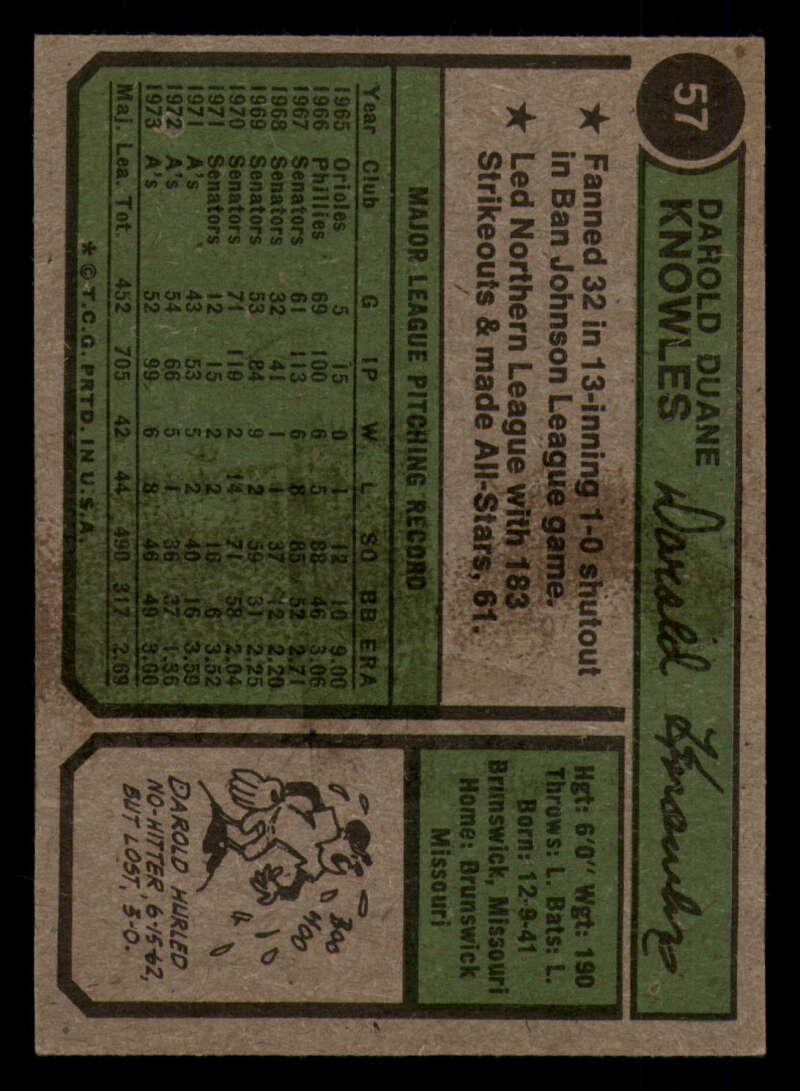 57
DAROLD DUANE
KNOWLES
Darold Knowles
★ Fanned 32 in 13-inning 1-0 shutout
in Ban Johnson League game.
★ Led Northern League with 183
Strikeouts & made All-Stars, 61.
MAJOR LEAGUE PITCHING RECORD
Year Club G IP W L SO BB ERA
1965 Orioles 5 15 0 1 12 10 9.00
1966 Phillies 69 100 6 5 88 46 3.06
1967 Senators 61 113 6 8 85 52 2.71
1968 Senators 32 41 1 1 37 12 2.20
1969 Senators 53 84 9 2 59 31 2.25
1970 Senators 71 119 2 14 71 58 2.04
1971 Senators 12 15 2 2 16 6 3.52
1971 A's 43 53 5 2 40 16 3.59
1972 A's 54 66 5 1 36 37 1.36
1973 A's 52 99 6 8 46 49 3.09
Maj. Lea. Tot. 452 705 42 44 490 317 2.69
* © T.C.G. PRTD. IN U.S.A.
Hgt: 6'0" Wgt: 190
Throws: L. Bats: L.
Born: 12-9-41
Brunswick, Missouri
Home: Brunswick
Missouri
BOO
HOO
DAROLD HURLED
NO-HITTER, 6-15-62,
BUT LOST, 3-0.